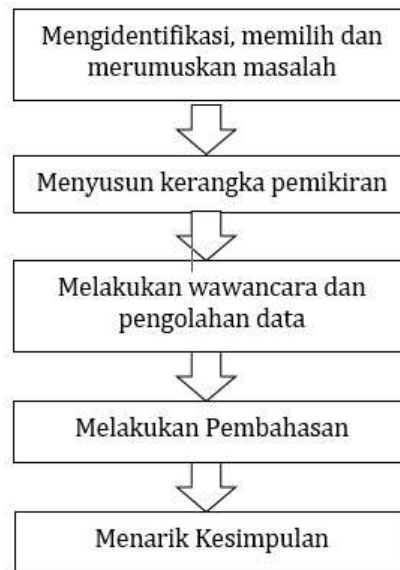 Mengidentifikasi, memilih dan
merumuskan masalah
Menyusun kerangka pemikiran
Melakukan wawancara dan
pengolahan data
Melakukan Pembahasan
Menarik Kesimpulan